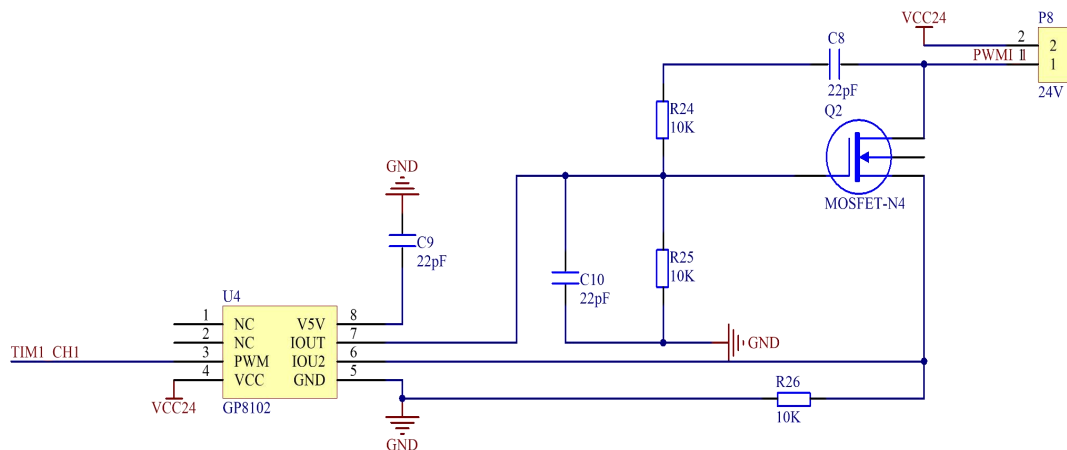 VCC24
P8
2
2
PWMI_I
1
1
24V
C8
22pF
R24
10K
Q2
MOSFET-N4
GND
C9
22pF
R25
10K
C10
22pF
GND
U4
1
NC
V5V
8
2
NC
IOUT
7
TIM1_CH1
3
PWM
IOU2
6
4
VCC
GND
5
VCC24
GP8102
GND
R26
10K